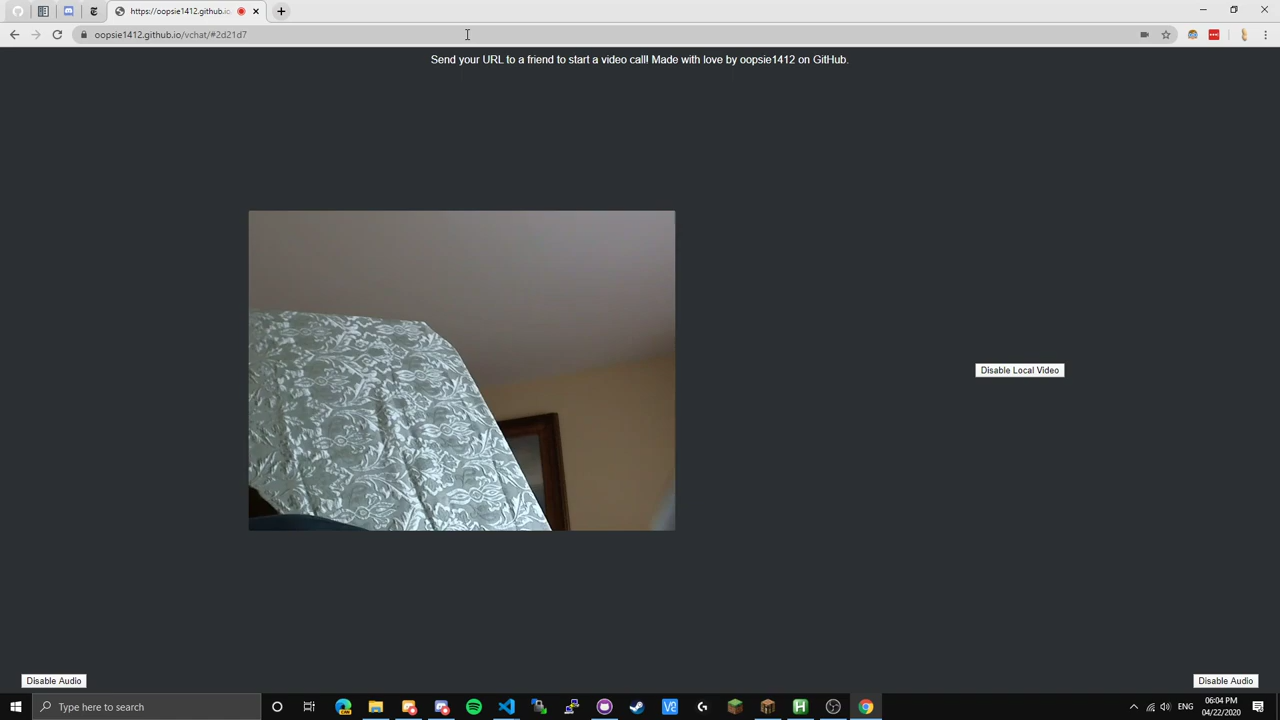 https://oopsie1412.github.io
oopsie1412.github.io/vchat/#2d21d7
Send your URL to a friend to start a video call! Made with love by oopsie1412 on GitHub.
Disable Local Video
Disable Audio
Disable Audio
Type here to search
ENG
06:04 PM
04/22/2020